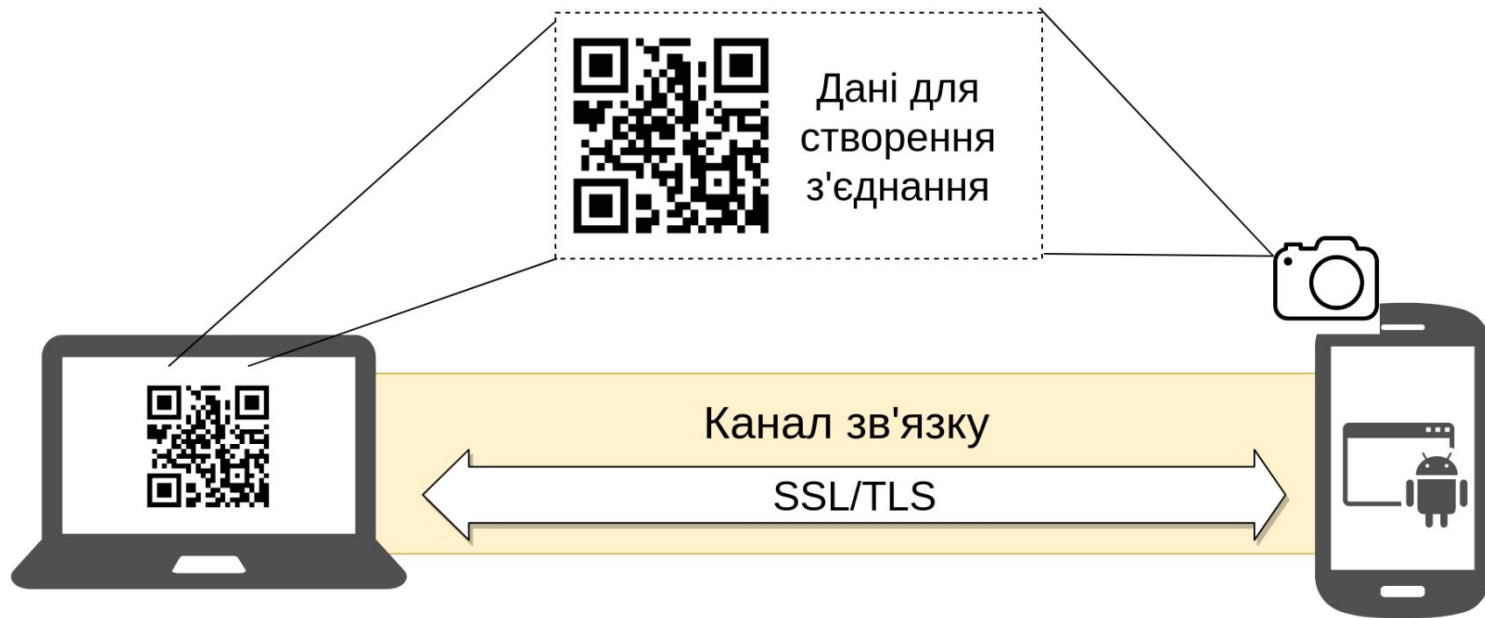 Дані для
створення
з'єднання
Канал зв'язку
SSL/TLS